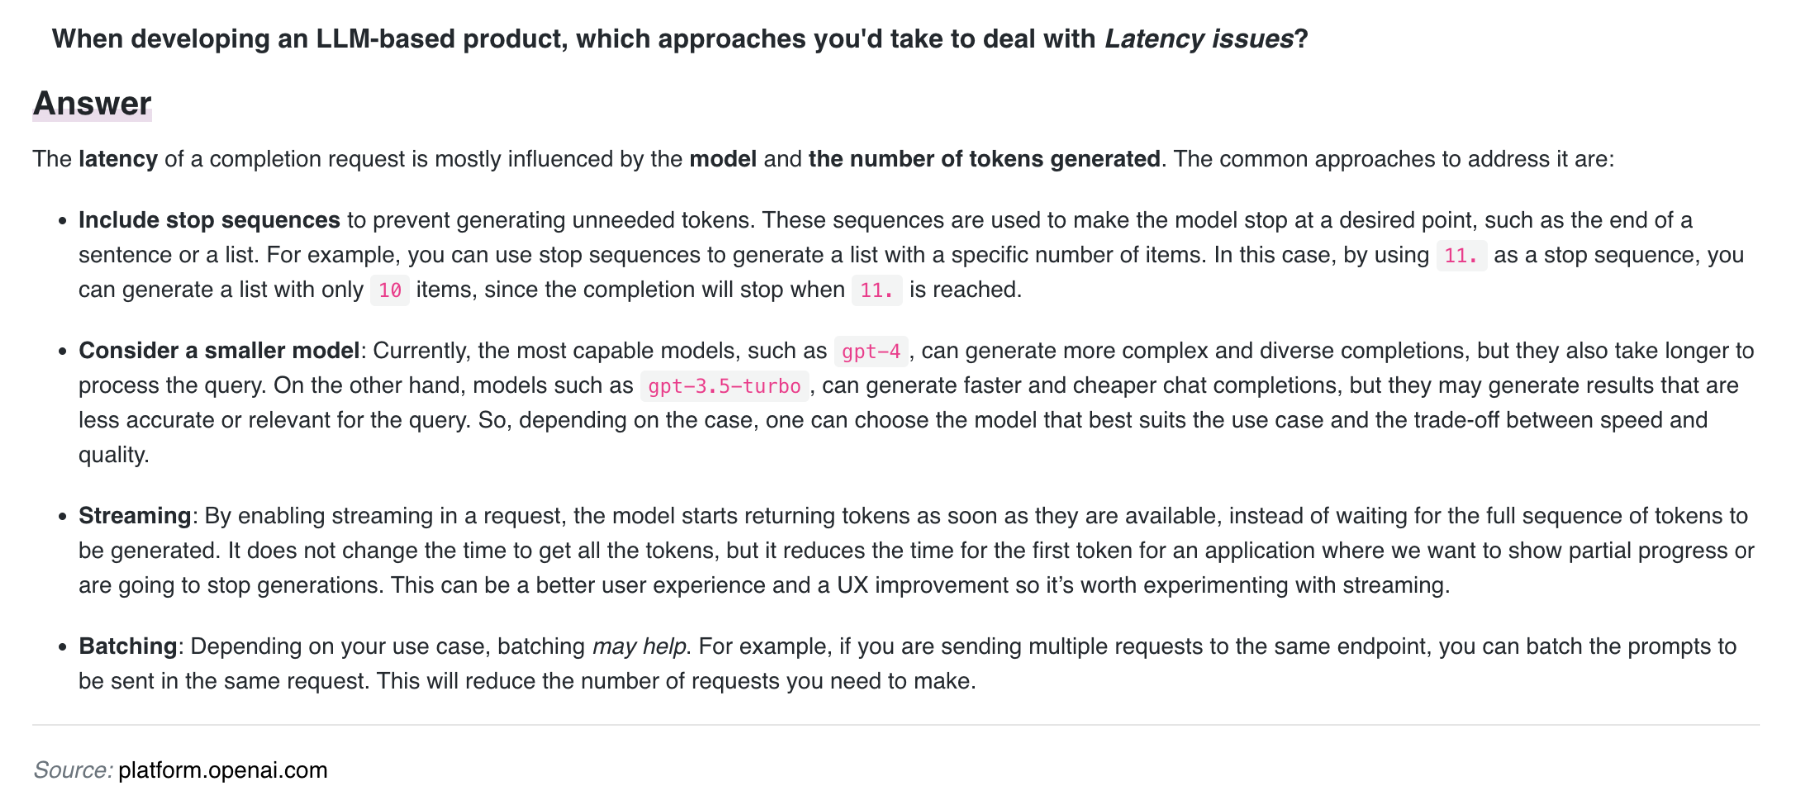 When developing an LLM-based product, which approaches you'd take to deal with Latency issues?
Answer
The latency of a completion request is mostly influenced by the model and the number of tokens generated. The common approaches to address it are:
• Include stop sequences to prevent generating unneeded tokens. These sequences are used to make the model stop at a desired point, such as the end of a
sentence or a list. For example, you can use stop sequences to generate a list with a specific number of items. In this case, by using 11. as a stop sequence, you
can generate a list with only 10 items, since the completion will stop when 11. is reached.
• Consider a smaller model: Currently, the most capable models, such as gpt-4 , can generate more complex and diverse completions, but they also take longer to
process the query. On the other hand, models such as gpt-3.5-turbo , can generate faster and cheaper chat completions, but they may generate results that are
less accurate or relevant for the query. So, depending on the case, one can choose the model that best suits the use case and the trade-off between speed and
quality.
• Streaming: By enabling streaming in a request, the model starts returning tokens as soon as they are available, instead of waiting for the full sequence of tokens to
be generated. It does not change the time to get all the tokens, but it reduces the time for the first token for an application where we want to show partial progress or
are going to stop generations. This can be a better user experience and a UX improvement so it’s worth experimenting with streaming.
• Batching: Depending on your use case, batching may help. For example, if you are sending multiple requests to the same endpoint, you can batch the prompts to
be sent in the same request. This will reduce the number of requests you need to make.
Source: platform.openai.com